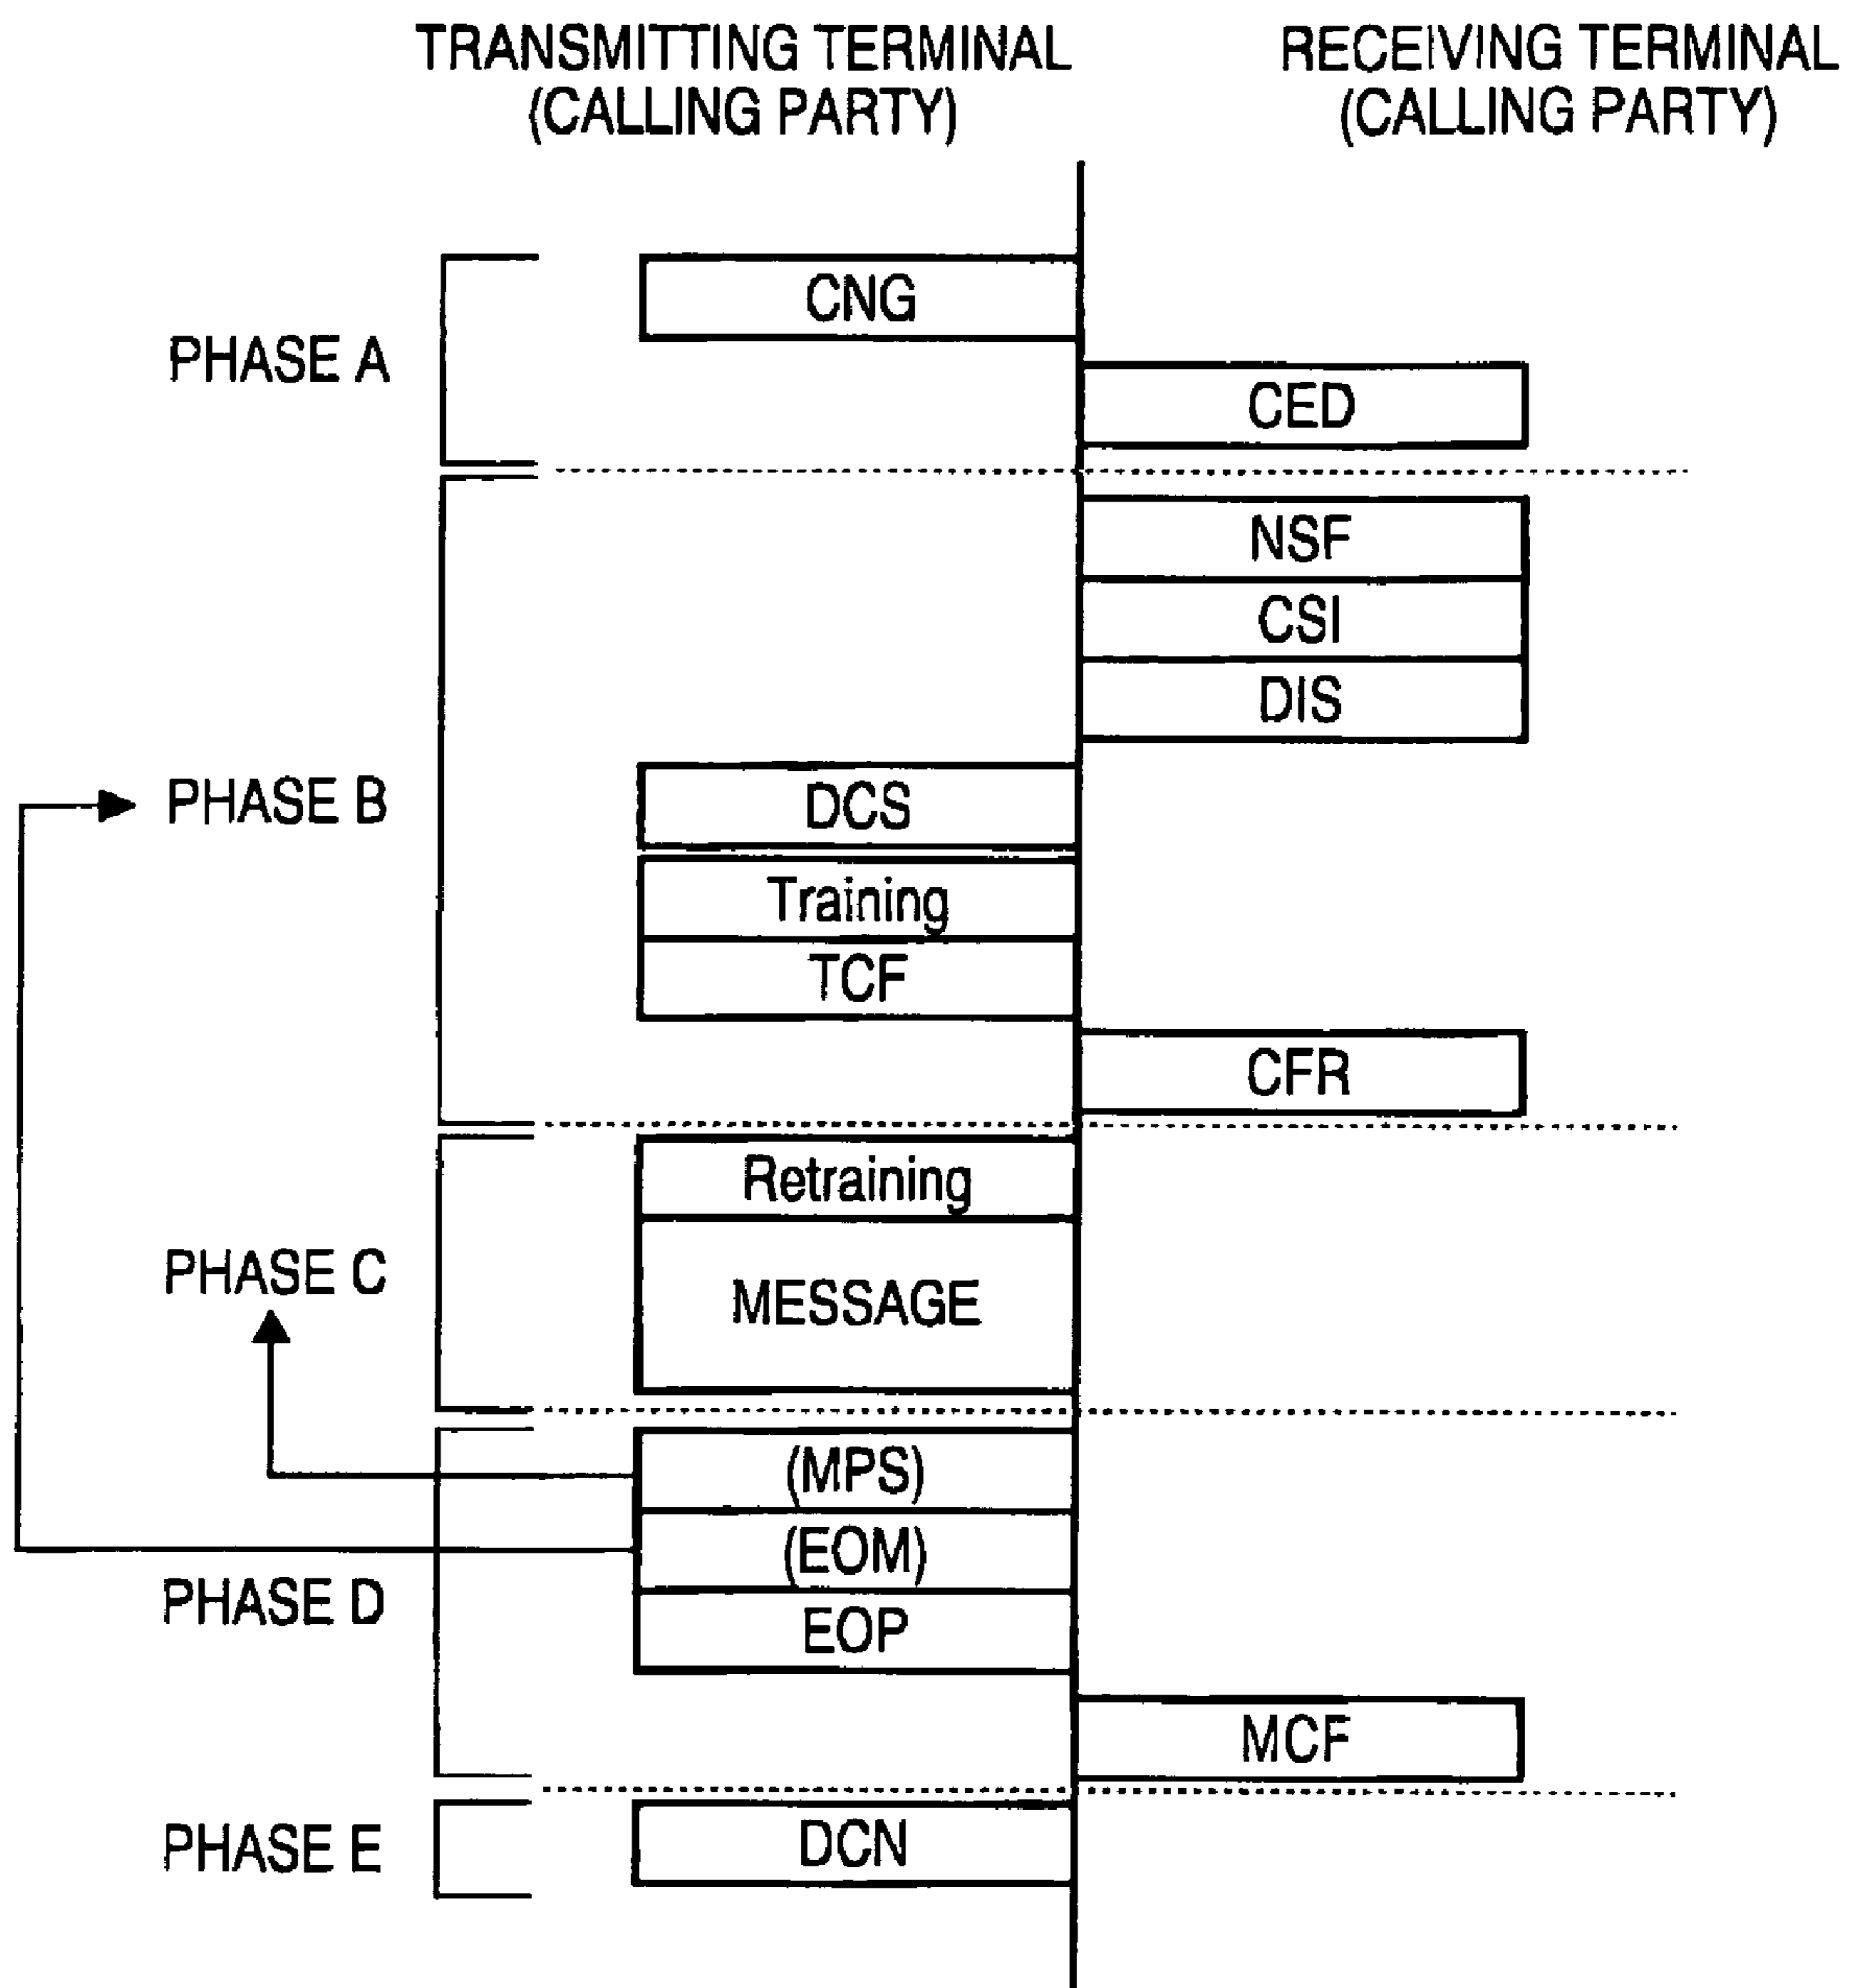 TRANSMITTING TERMINAL
(CALLING PARTY)
RECEIVING TERMINAL
(CALLING PARTY)
PHASE A
CNG
CED
PHASE B
NSF
CSI
DIS
DCS
Training
TCF
CFR
PHASE C
Retraining
MESSAGE
PHASE D
(MPS)
(EOM)
EOP
MCF
PHASE E
DCN